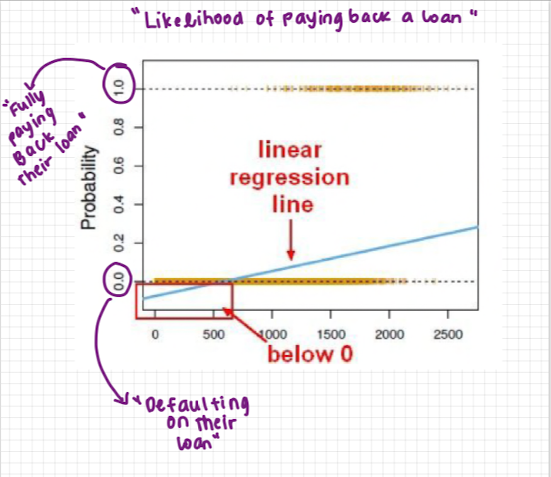 "Likelihood of paying back a loan"
"Fully
paying
Back
their loan"
1.0
0.8
0.6
0.4
0.2
0.0
Probability
linear
regression
line
0
500
1000
1500
2000
2500
below 0
"Defaulting
on their
loan"